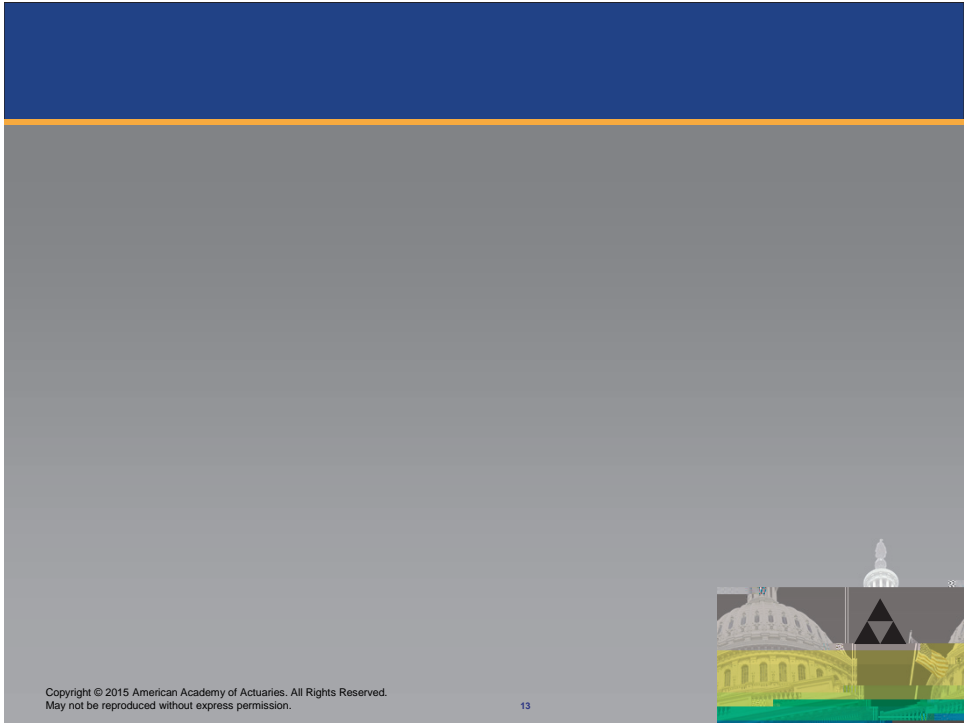 Copyright © 2015 American Academy of Actuaries. All Rights Reserved.
May not be reproduced without express permission.
13